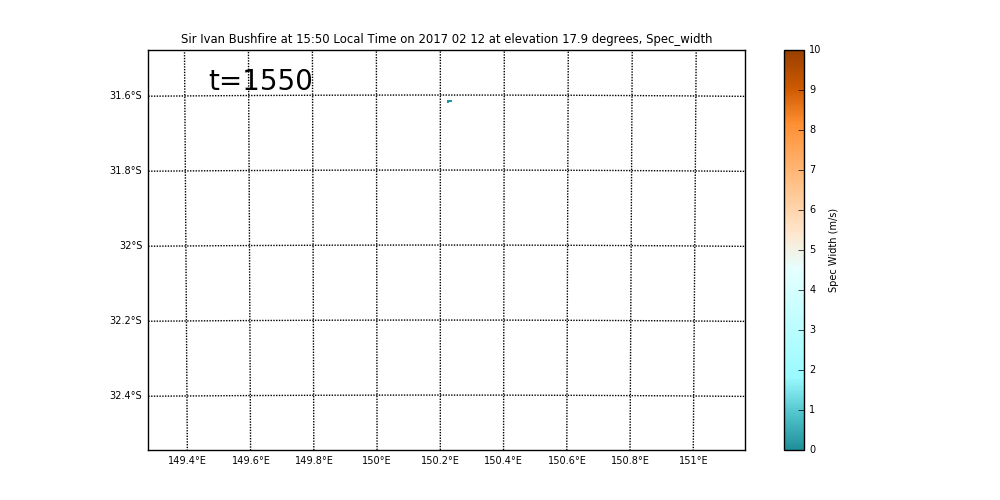 Sir Ivan Bushfire at 15:50 Local Time on 2017 02 12 at elevation 17.9 degrees, Spec_width
t=1550
31.6°S
31.8°S
32°S
32.2°S
32.4°S
149.4°E 149.6°E 149.8°E 150°E 150.2°E 150.4°E 150.6°E 150.8°E 151°E
10
9
8
7
6
5
4
3
2
1
0
Spec Width (m/s)